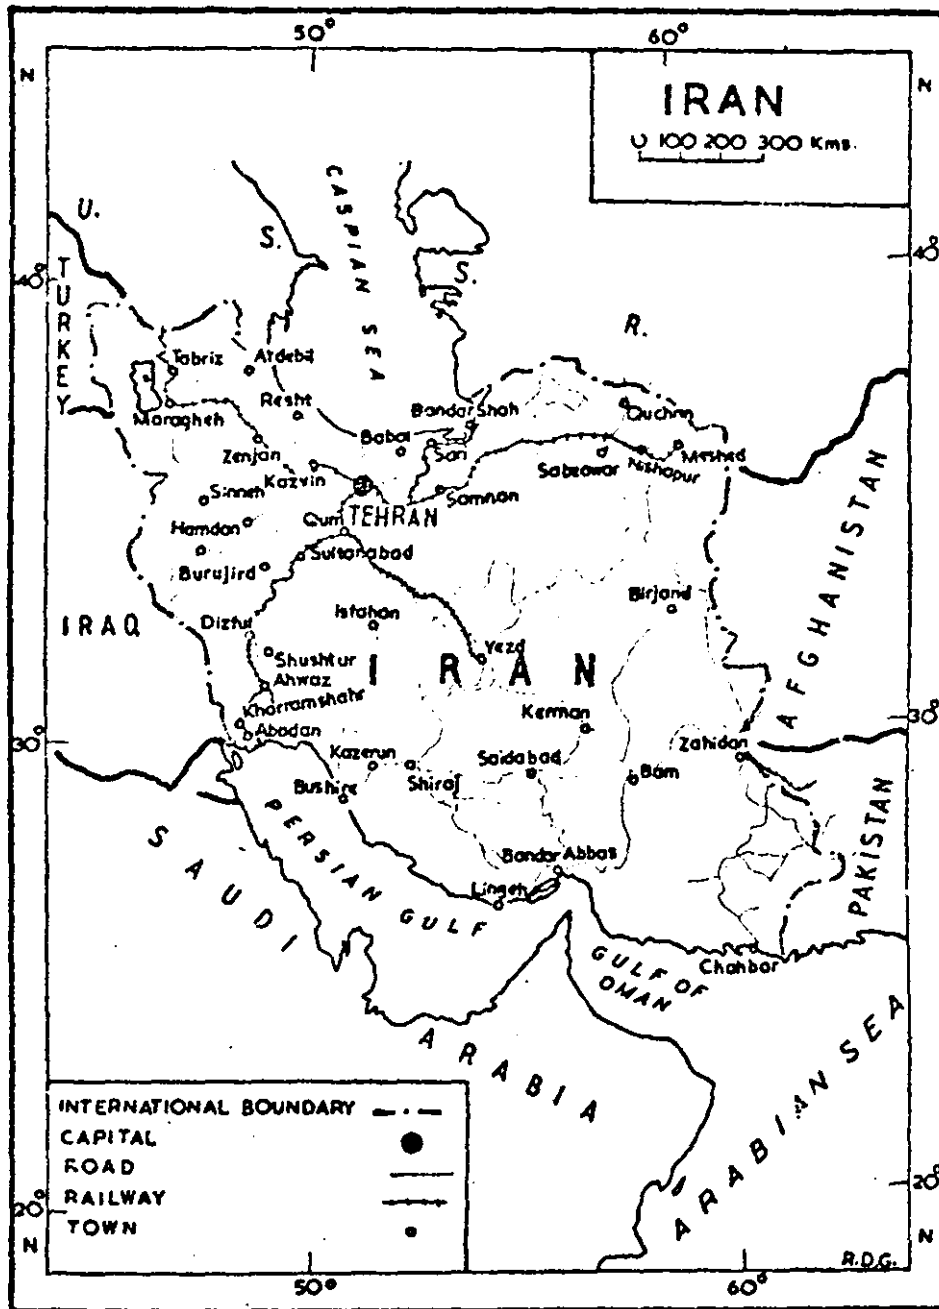 50° 60°
N N
IRAN
0 100 200 300 Kms.
CASPIAN SEA
U. S. S. R.
40° 40°
TURKEY
Tabriz Ardebil
Resht
Maragheh
Bandar Shah
Quchan
Babal
Sari
Zenjan
Sabzawar
Nishapur
Meshed
Kazvin
Sinneh
Samnan
TEHRAN
Qum
Hamdan
Sultanabad
Burujird
AFGHANISTAN
Birjand
IRAQ
Dizful
Isfahan
Yezd
Shushtur
IRAN
Ahwaz
Khorramshahr
Kerman
Abadan
30° 30°
Zahidan
Kazerun
Saidabad
Shiraj
Bam
Bushire
PERSIAN GULF
PAKISTAN
SAUDI ARABIA
Bandar Abbas
Lingeh
GULF OF OMAN
Chahbar
ARABIAN SEA
INTERNATIONAL BOUNDARY
CAPITAL
ROAD
RAILWAY
TOWN
20° 20°
N N
R.D.G.
50° 60°